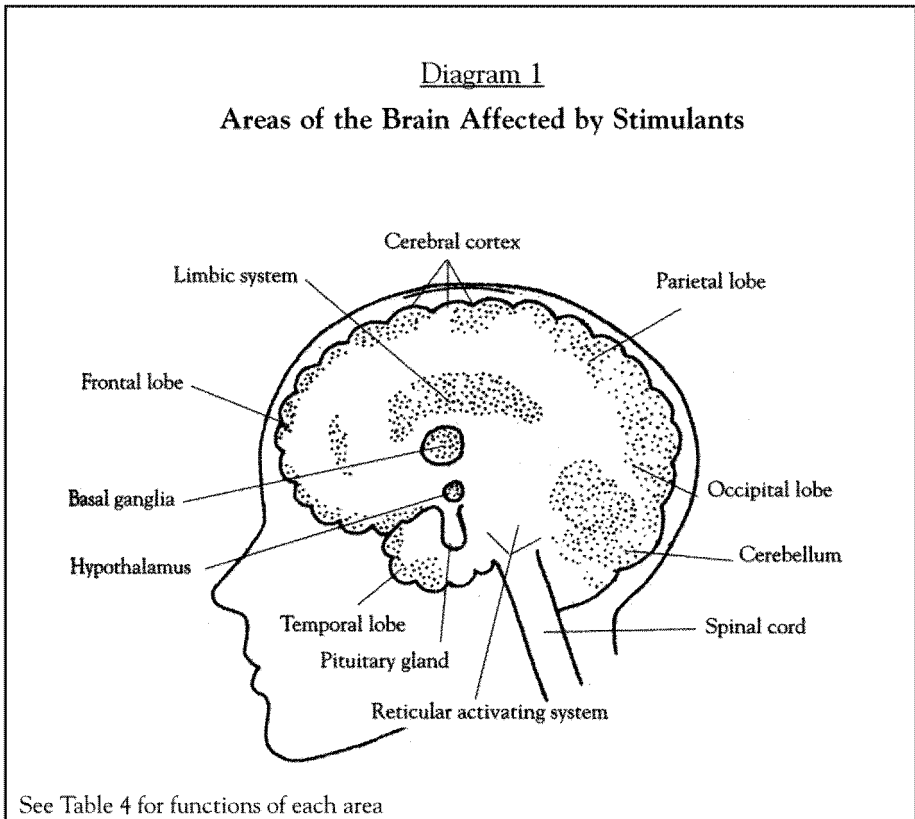 Diagram 1
Areas of the Brain Affected by Stimulants
Cerebral cortex
Limbic system
Parietal lobe
Frontal lobe
Basal ganglia
Occipital lobe
Hypothalamus
Cerebellum
Temporal lobe
Spinal cord
Pituitary gland
Reticular activating system
See Table 4 for functions of each area